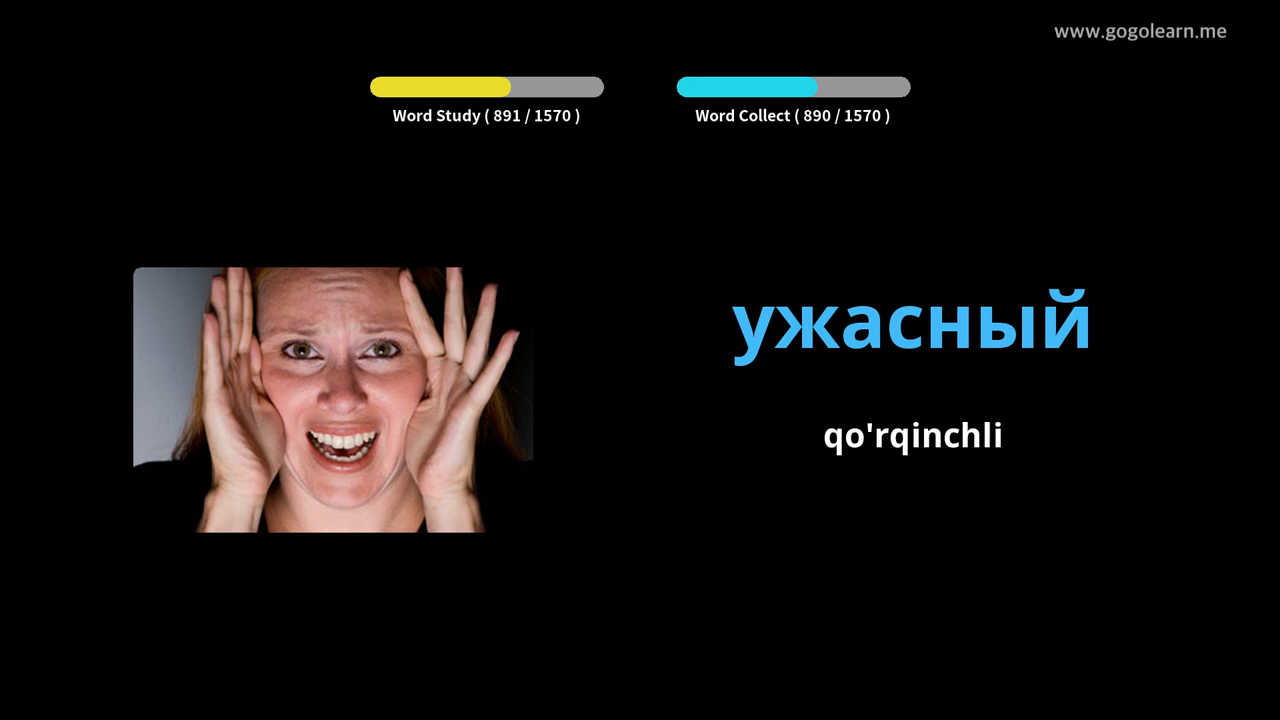 www.gogolearn.me
Word Study ( 891 / 1570 )
Word Collect ( 890 / 1570 )
ужасный
qo'rqinchli